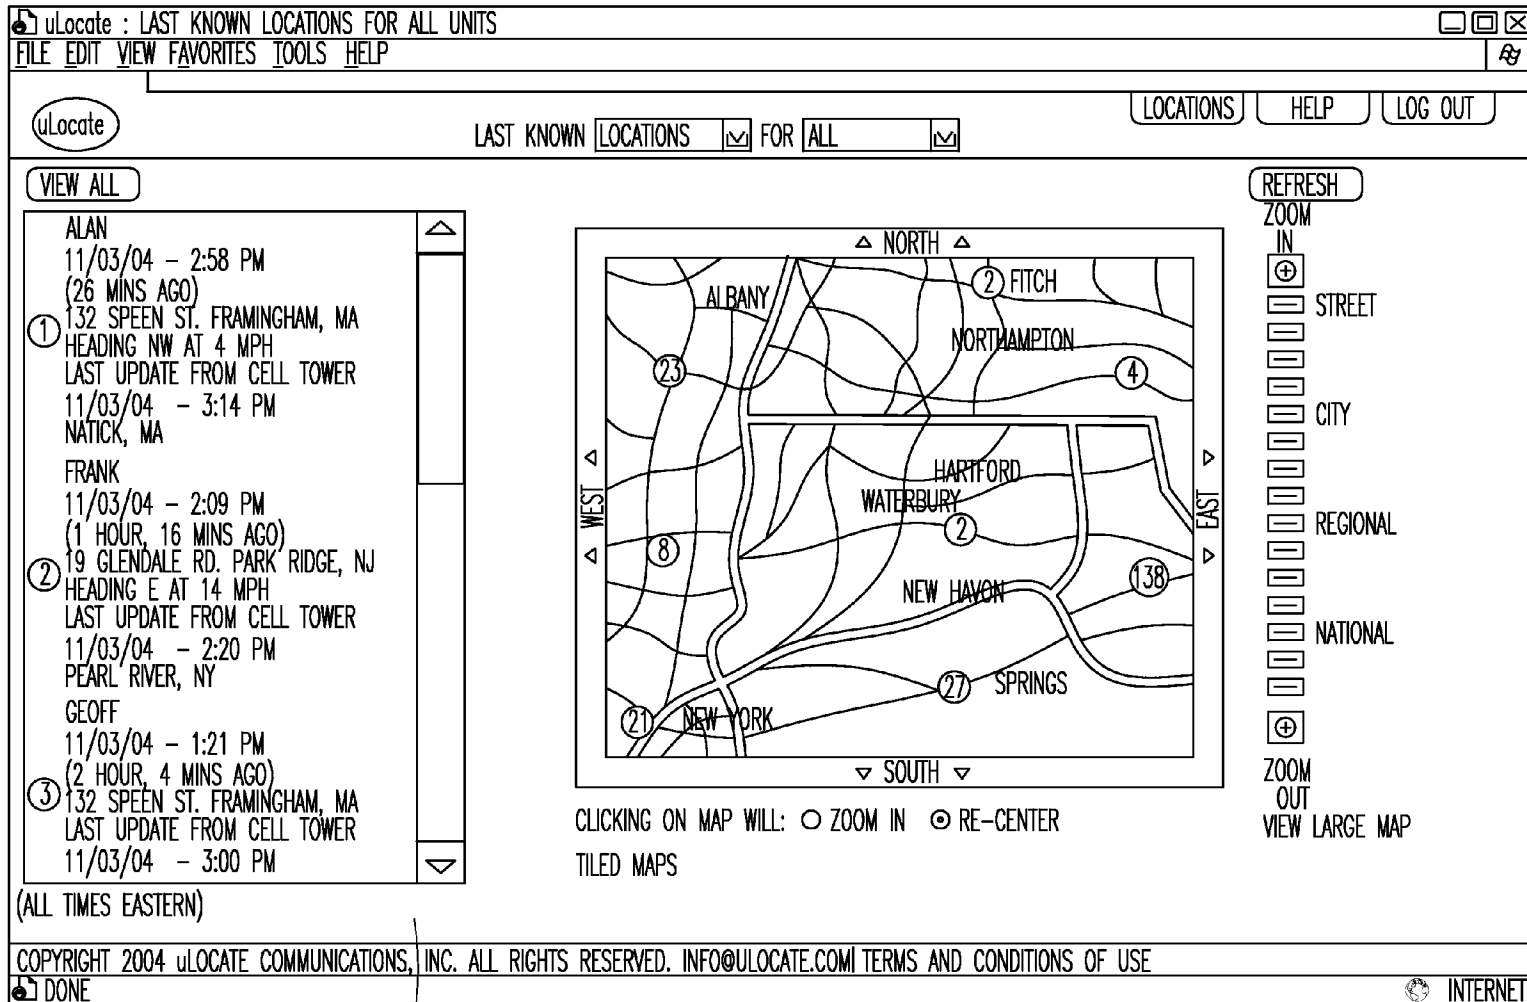 uLocate : LAST KNOWN LOCATIONS FOR ALL UNITS
FILE EDIT VIEW FAVORITES TOOLS HELP
uLocate
LAST KNOWN LOCATIONS FOR ALL
LOCATIONS HELP LOG OUT
VIEW ALL
ALAN
11/03/04 – 2:58 PM
(26 MINS AGO)
1 132 SPEEN ST. FRAMINGHAM, MA
HEADING NW AT 4 MPH
LAST UPDATE FROM CELL TOWER
11/03/04 – 3:14 PM
NATICK, MA
FRANK
11/03/04 – 2:09 PM
(1 HOUR, 16 MINS AGO)
2 19 GLENDALE RD. PARK RIDGE, NJ
HEADING E AT 14 MPH
LAST UPDATE FROM CELL TOWER
11/03/04 – 2:20 PM
PEARL RIVER, NY
GEOFF
11/03/04 – 1:21 PM
(2 HOUR, 4 MINS AGO)
3 132 SPEEN ST. FRAMINGHAM, MA
LAST UPDATE FROM CELL TOWER
11/03/04 – 3:00 PM
(ALL TIMES EASTERN)
NORTH
2 FITCH
ALBANY
NORTHAMPTON
23
4
HARTFORD
WATERBURY
WEST
EAST
2
8
138
NEW HAVON
27 SPRINGS
21 NEW YORK
SOUTH
CLICKING ON MAP WILL: ZOOM IN RE-CENTER
TILED MAPS
REFRESH
ZOOM
IN
STREET
CITY
REGIONAL
NATIONAL
ZOOM
OUT
VIEW LARGE MAP
COPYRIGHT 2004 uLOCATE COMMUNICATIONS, INC. ALL RIGHTS RESERVED. INFO@ULOCATE.COM| TERMS AND CONDITIONS OF USE
DONE
INTERNET